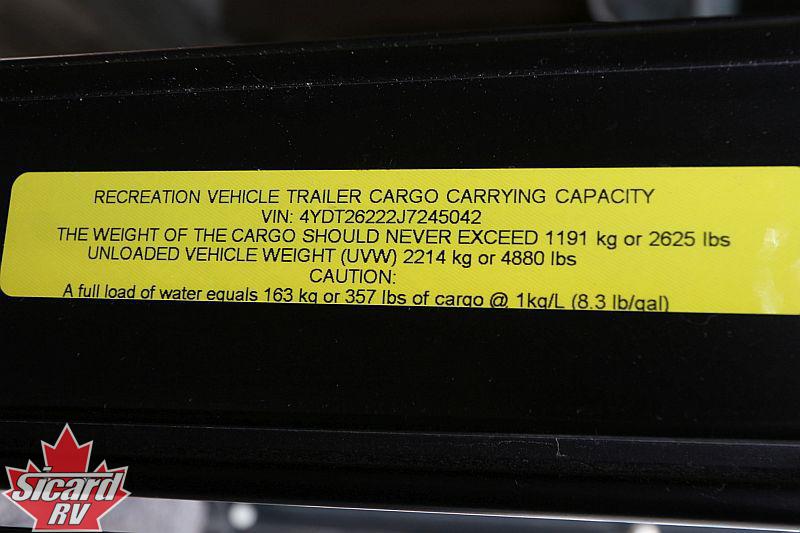 RECREATION VEHICLE TRAILER CARGO CARRYING CAPACITY
VIN: 4YDT26222J7245042
THE WEIGHT OF THE CARGO SHOULD NEVER EXCEED 1191 kg or 2625 lbs
UNLOADED VEHICLE WEIGHT (UVW) 2214 kg or 4880 lbs
CAUTION:
A full load of water equals 163 kg or 357 lbs of cargo @ 1kg/L (8.3 lb/gal)
Sicard
RV